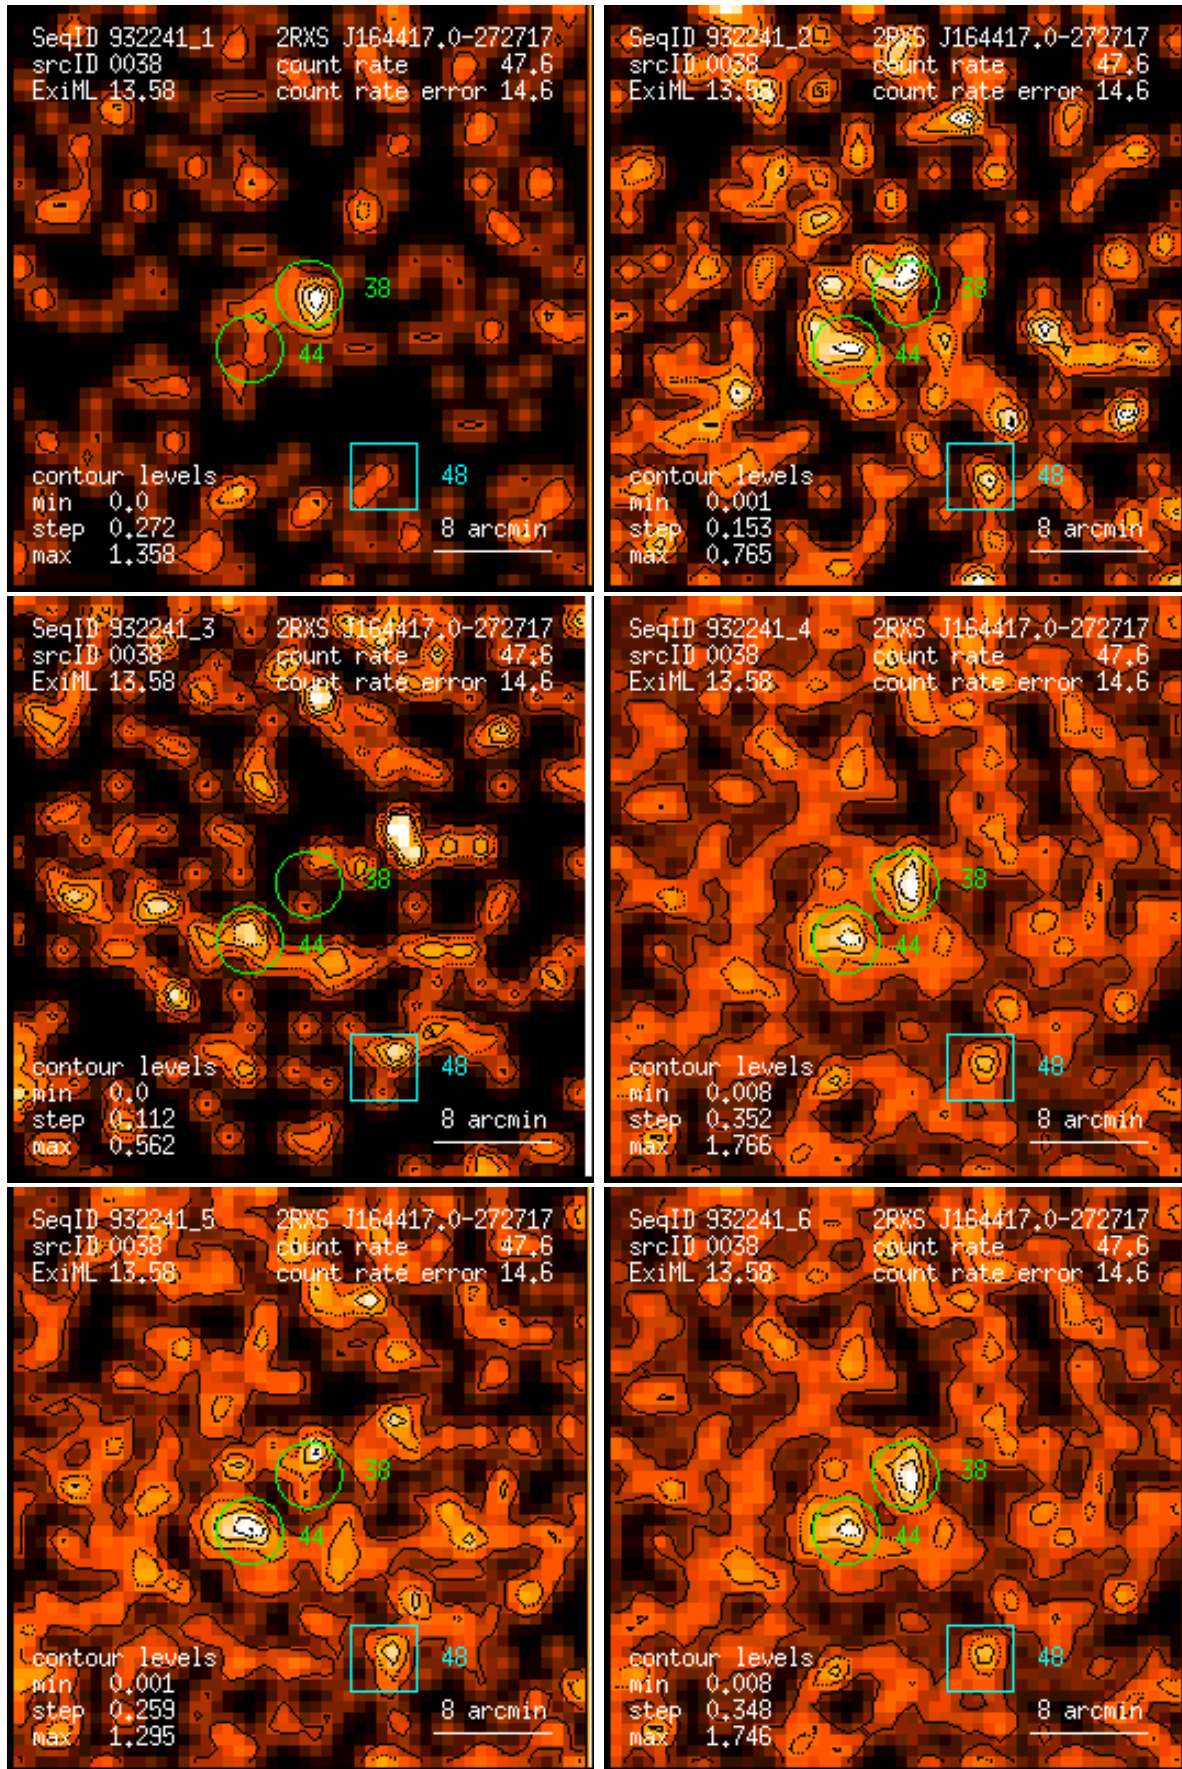 SeqID 932241_1 2RXS J164417.0-272717
srcID 0038 count rate 47.6
ExiML 13.58 count rate error 14.6
38
44
48
contour levels
min 0.0
step 0.272 8 arcmin
max 1.358
SeqID 932241_2 2RXS J164417.0-272717
srcID 0038 count rate 47.6
ExiML 13.58 count rate error 14.6
38
44
48
contour levels
min 0.001
step 0.153 8 arcmin
max 0.765
SeqID 932241_3 2RXS J164417.0-272717
srcID 0038 count rate 47.6
ExiML 13.58 count rate error 14.6
38
44
48
contour levels
min 0.0
step 0.112 8 arcmin
max 0.562
SeqID 932241_4 2RXS J164417.0-272717
srcID 0038 count rate 47.6
ExiML 13.58 count rate error 14.6
38
44
48
contour levels
min 0.008
step 0.352 8 arcmin
max 1.766
SeqID 932241_5 2RXS J164417.0-272717
srcID 0038 count rate 47.6
ExiML 13.58 count rate error 14.6
38
44
48
contour levels
min 0.001
step 0.259 8 arcmin
max 1.295
SeqID 932241_6 2RXS J164417.0-272717
srcID 0038 count rate 47.6
ExiML 13.58 count rate error 14.6
38
44
48
contour levels
min 0.008
step 0.348 8 arcmin
max 1.746